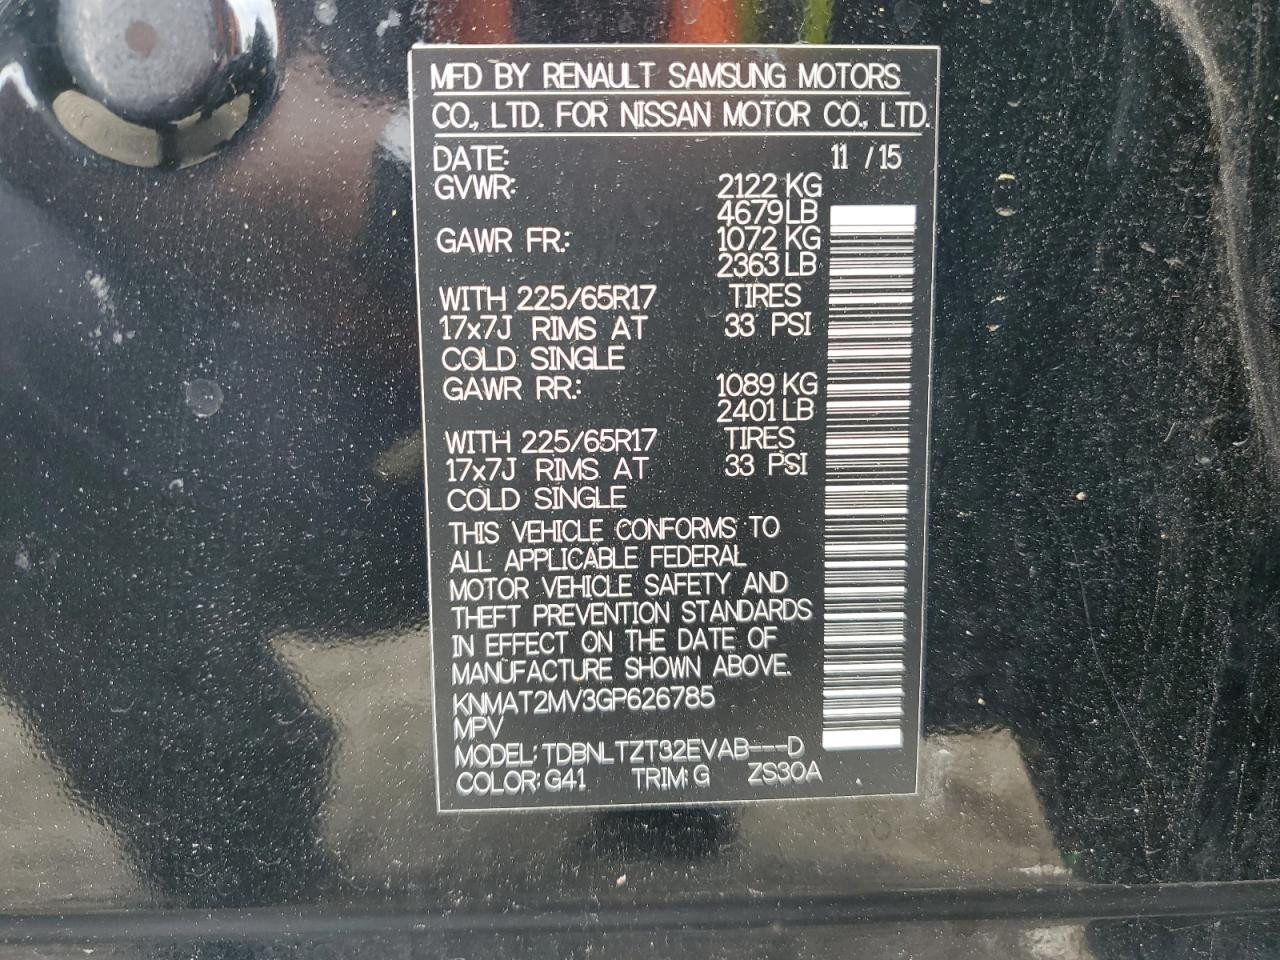 MFD BY RENAULT SAMSUNG MOTORS
CO., LTD. FOR NISSAN MOTOR CO., LTD.
DATE: 11 /15
GVWR: 2122 KG
4679 LB
GAWR FR.: 1072 KG
2363 LB
WITH 225/65R17 TIRES
17x7J RIMS AT 33 PSI
COLD SINGLE
GAWR RR.: 1089 KG
2401 LB
WITH 225/65R17 TIRES
17x7J RIMS AT 33 PSI
COLD SINGLE
THIS VEHICLE CONFORMS TO
ALL APPLICABLE FEDERAL
MOTOR VEHICLE SAFETY AND
THEFT PREVENTION STANDARDS
IN EFFECT ON THE DATE OF
MANUFACTURE SHOWN ABOVE.
KNMAT2MV3GP626785
MPV
MODEL: TDBNLTZT32EVAB---D
COLOR: G41 TRIM: G ZS30A